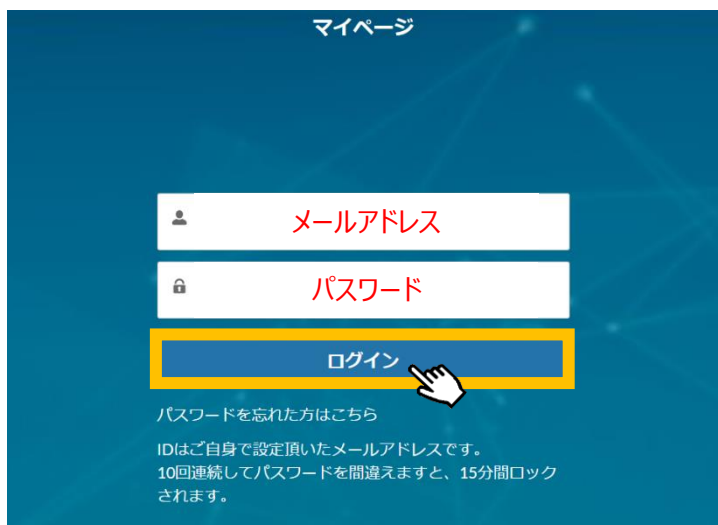 マイページ
メールアドレス
パスワード
ログイン
パスワードを忘れた方はこちら
IDはご自身で設定頂いたメールアドレスです。
10回連続してパスワードを間違えますと、15分間ロック
されます。